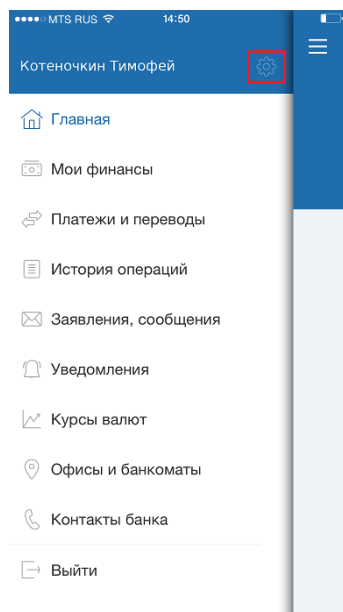 MTS RUS 14:50
Котеночкин Тимофей
Главная
Мои финансы
Платежи и переводы
История операций
Заявления, сообщения
Уведомления
Курсы валют
Офисы и банкоматы
Контакты банка
Выйти